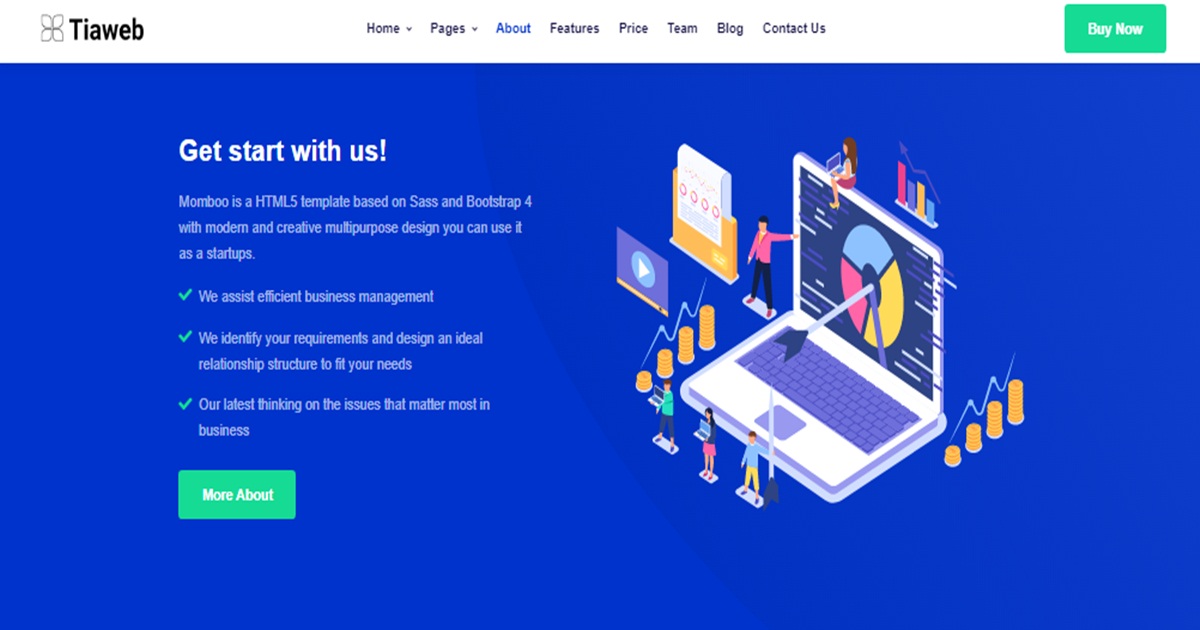 Tiaweb
Home Pages About Features Price Team Blog Contact Us
Buy Now
Get start with us!
Momboo is a HTML5 template based on Sass and Bootstrap 4
with modern and creative multipurpose design you can use it
as a startups.
We assist efficient business management
We identify your requirements and design an ideal
relationship structure to fit your needs
Our latest thinking on the issues that matter most in
business
More About